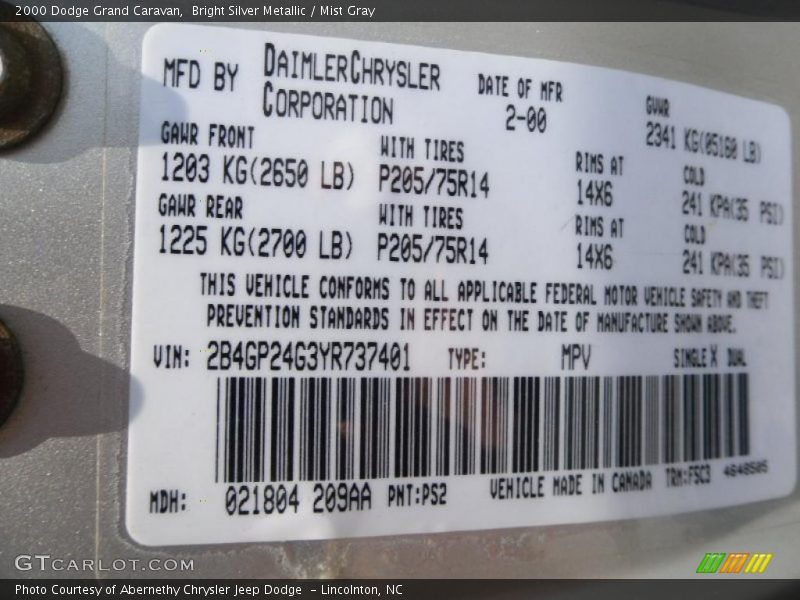 2000 Dodge Grand Caravan, Bright Silver Metallic / Mist Gray
MFD BY DAIMLERCHRYSLER CORPORATION
DATE OF MFR
2-00
GVWR
2341 KG(05160 LB)
GAWR FRONT
1203 KG(2650 LB)
WITH TIRES
P205/75R14
RIMS AT
14X6
COLD
241 KPA(35 PSI)
GAWR REAR
1225 KG(2700 LB)
WITH TIRES
P205/75R14
RIMS AT
14X6
COLD
241 KPA(35 PSI)
THIS VEHICLE CONFORMS TO ALL APPLICABLE FEDERAL MOTOR VEHICLE SAFETY AND THEFT
PREVENTION STANDARDS IN EFFECT ON THE DATE OF MANUFACTURE SHOWN ABOVE.
VIN: 2B4GP24G3YR737401 TYPE: MPV SINGLE X DUAL
MDH: 021804 209AA PNT:PS2 VEHICLE MADE IN CANADA TRM:FSC3 4648505
GTCARLOT.COM
Photo Courtesy of Abernethy Chrysler Jeep Dodge - Lincolnton, NC